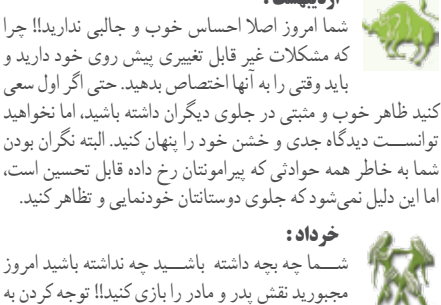 اردیبهشت :
شما امروز اصلا احساس خوب و جالبی ندارید!! چرا
که مشکلات غیر قابل تغییری پیش روی خود دارید و
باید وقتی را به آنها اختصاص بدهید. حتی اگر اول سعی
کنید ظاهر خوب و مثبتی در جلوی دیگران داشته باشید، اما نخواهید
توانست دیدگاه جدی و خشن خود را پنهان کنید. البته نگران بودن
شما به خاطر همه حوادثی که پیرامونتان رخ داده قابل تحسین است،
اما این دلیل نمی‌شود که جلوی دوستانتان خودنمایی و تظاهر کنید.
خرداد :
شما چه بچه داشته باشید چه نداشته باشید امروز
مجبورید نقش پدر و مادر را بازی کنید!! توجه کردن به